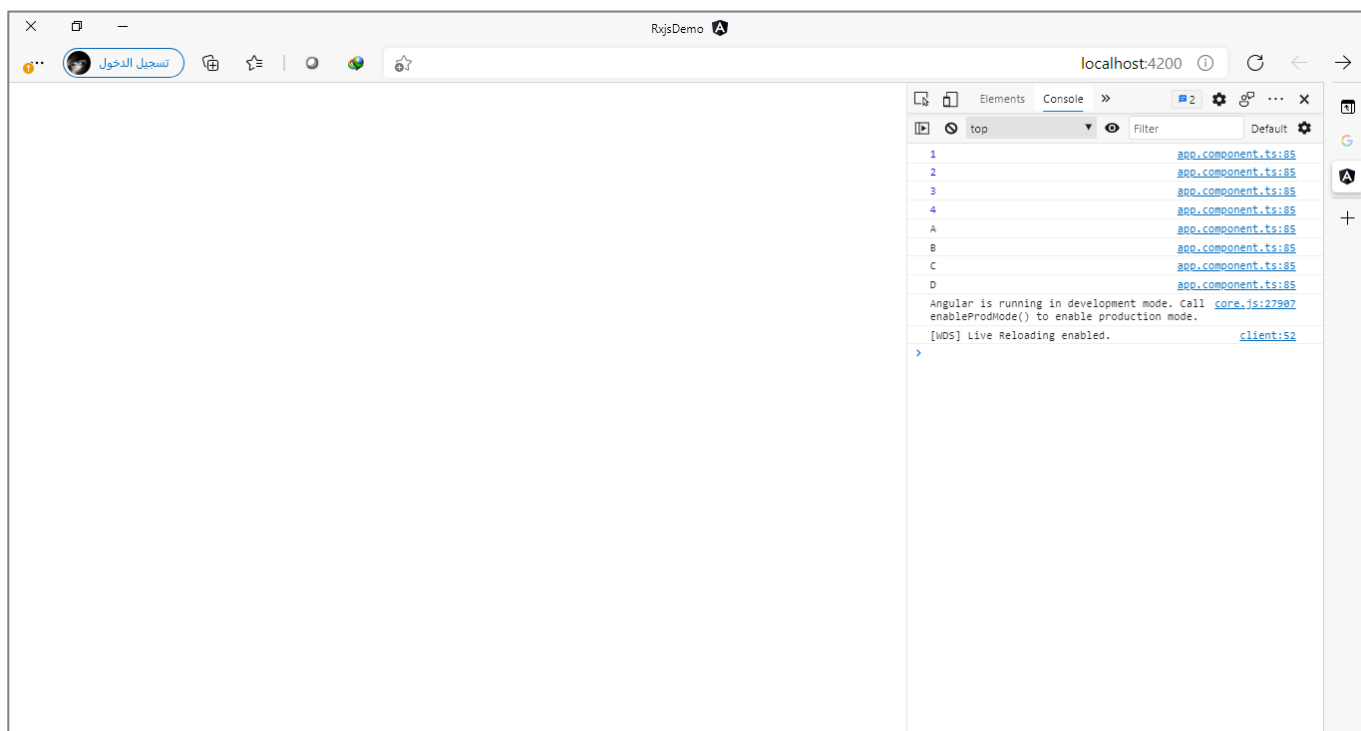 RxjsDemo
تسجيل الدخول
localhost:4200
Elements Console 2
top Filter Default
1 app.component.ts:85
2 app.component.ts:85
3 app.component.ts:85
4 app.component.ts:85
A app.component.ts:85
B app.component.ts:85
C app.component.ts:85
D app.component.ts:85
Angular is running in development mode. Call core.js:27907
enableProdMode() to enable production mode.
[WDS] Live Reloading enabled. client:52